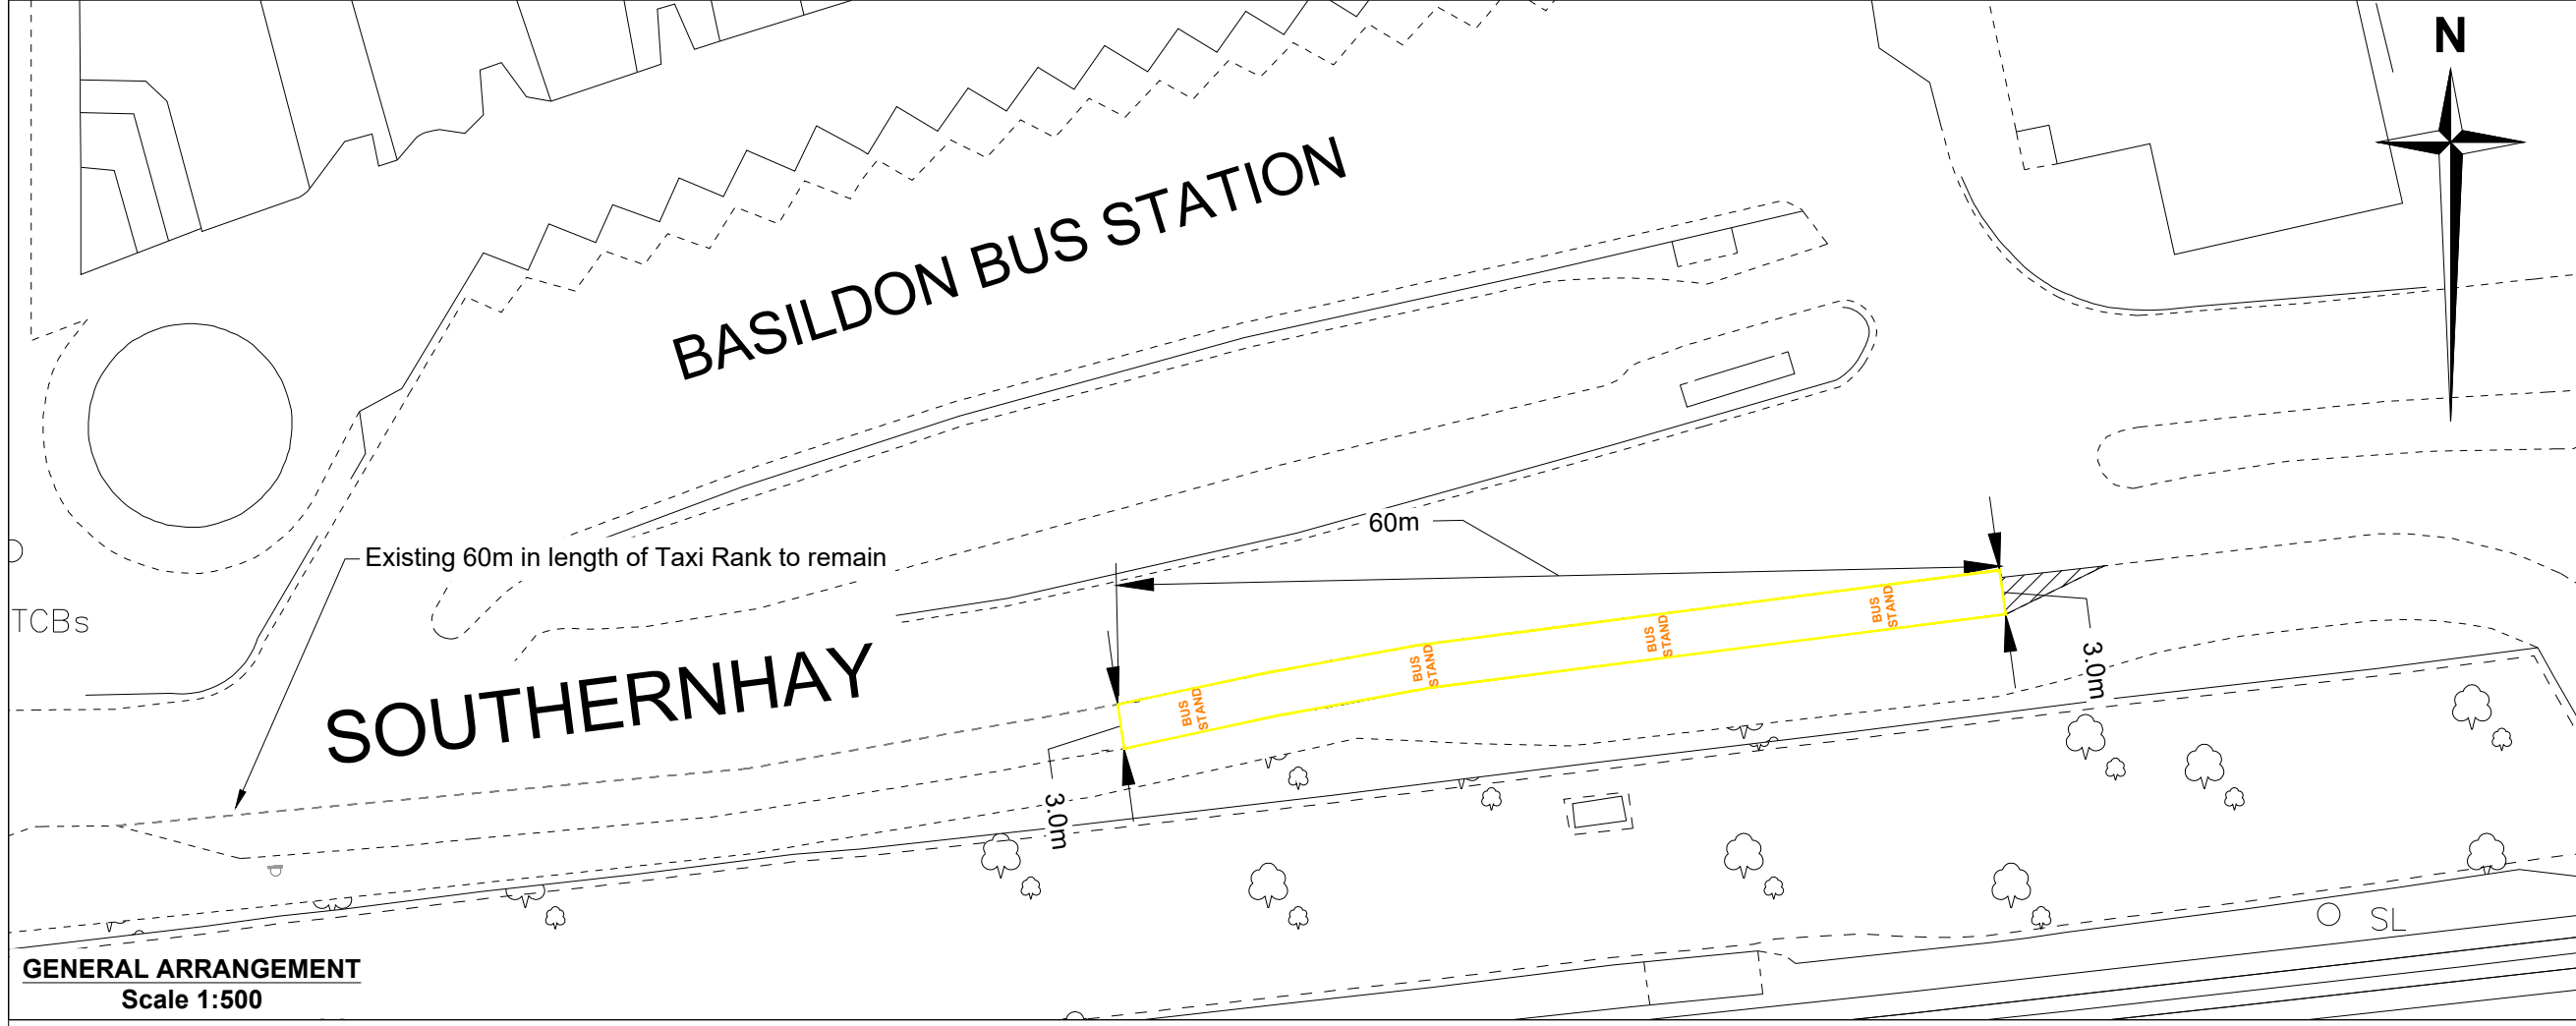 N
BASILDON BUS STATION
60m
Existing 60m in length of Taxi Rank to remain
TCBs
BUS
STAND
BUS
STAND
BUS
STAND
BUS
STAND
SOUTHERNHAY
3.0m
3.0m
SL
GENERAL ARRANGEMENT
Scale 1:500